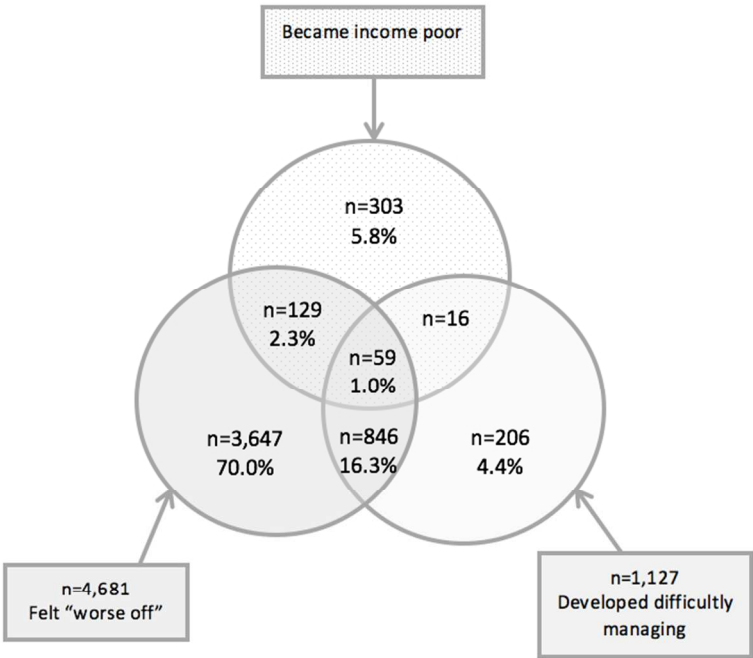 Became income poor
n=303
5.8%
n=129
2.3%
n=16
n=59
1.0%
n=3,647
70.0%
n=846
16.3%
n=206
4.4%
n=4,681
Felt “worse off”
n=1,127
Developed difficultly
managing